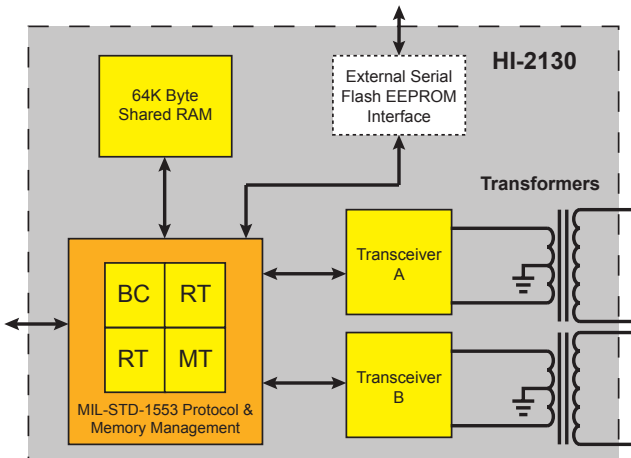 HI-2130
64K Byte
Shared RAM
External Serial
Flash EEPROM
Interface
Transformers
Transceiver
A
BC
RT
RT
MT
MIL-STD-1553 Protocol &
Memory Management
Transceiver
B